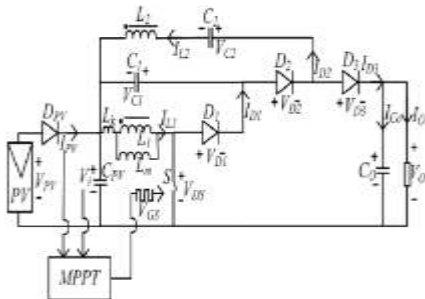 L2
C2
IL2
VC2
C1
VC1
D2
ID2
D3
ID3
VD2
VD3
DPV
IPV
Lk
L1
Lm
IL1
D1
VD1
ID1
ICo
IO
VPV
PV
Vi
CPV
S
VDS
VGS
CO
VO
MPPT